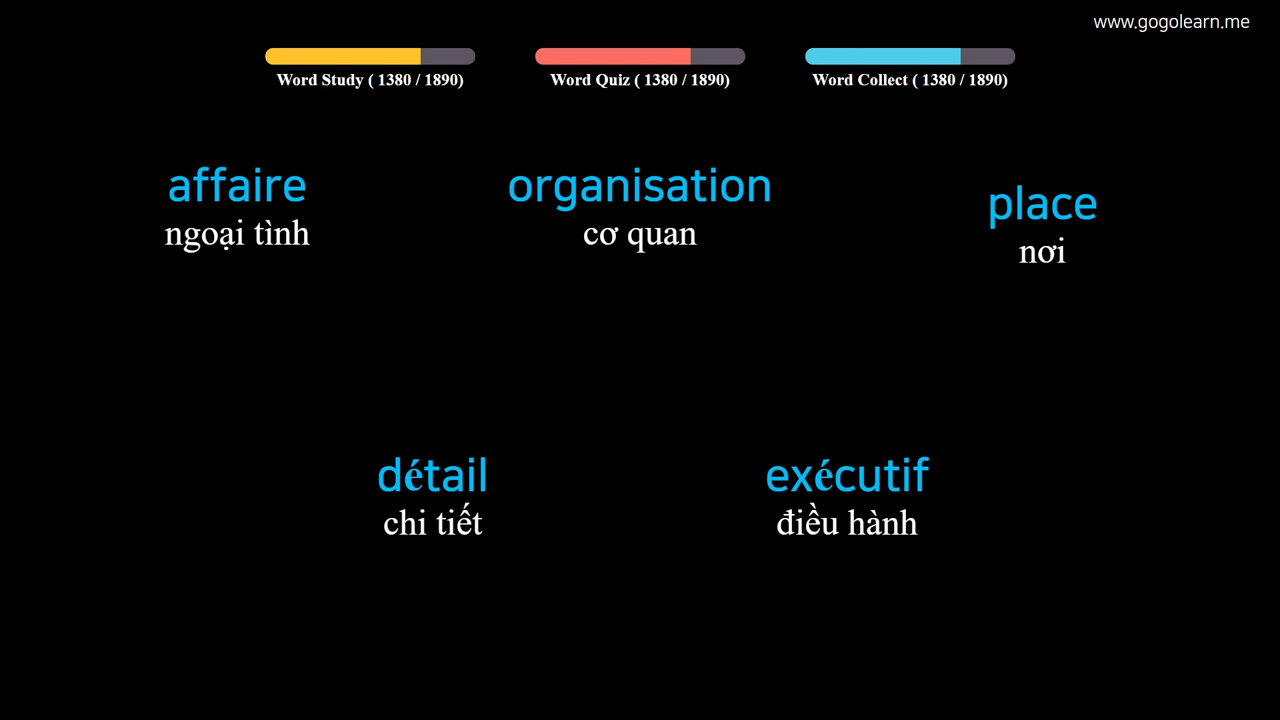 www.gogolearn.me
Word Study ( 1380 / 1890)
Word Quiz ( 1380 / 1890)
Word Collect ( 1380 / 1890)
affaire
ngoại tình
organisation
cơ quan
place
nơi
détail
chi tiết
exécutif
điều hành